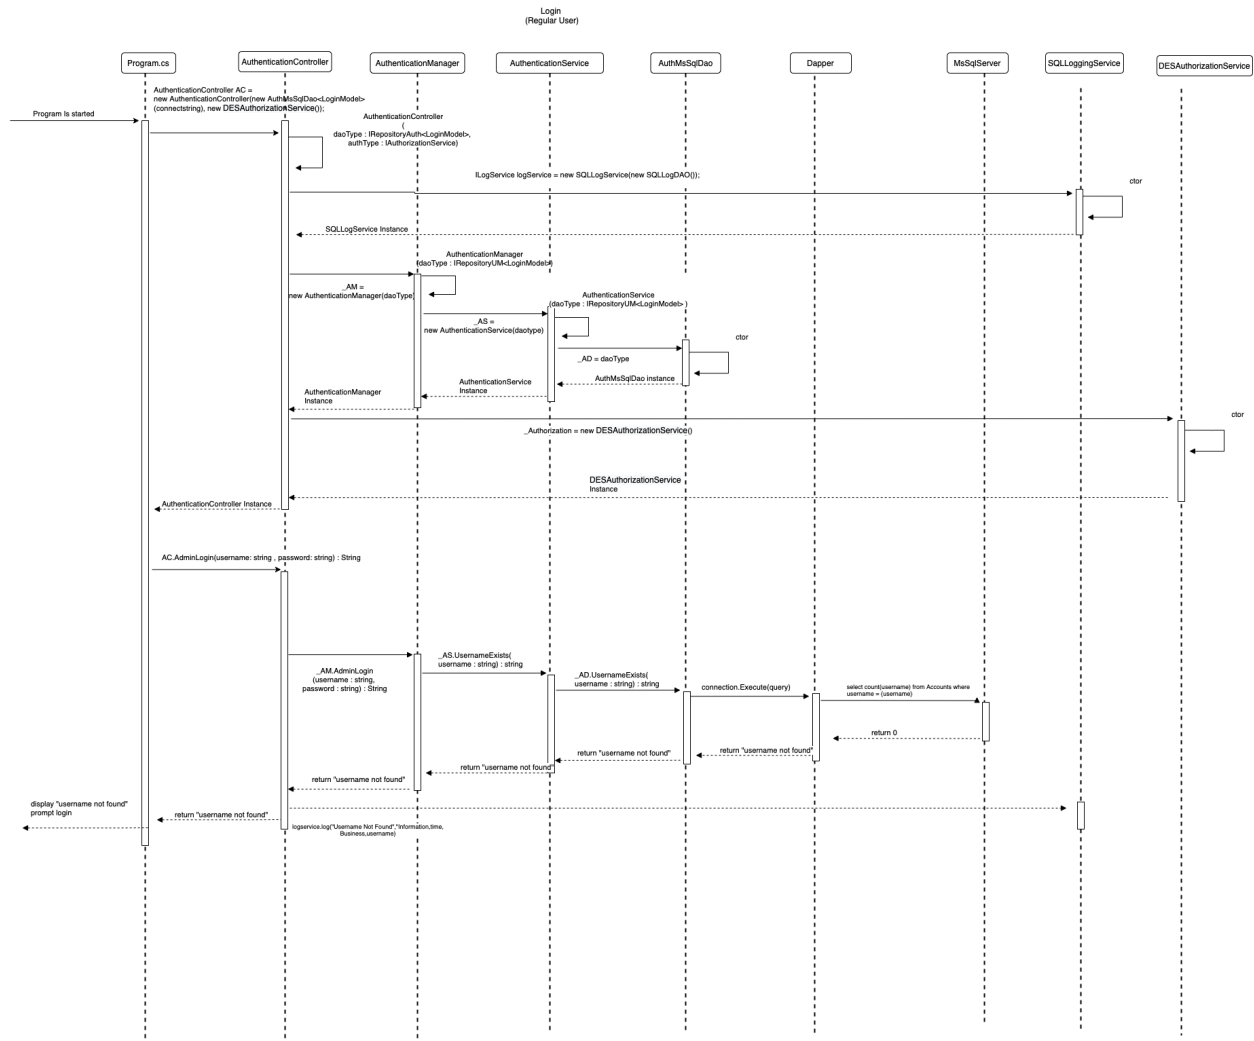 Login
(Regular User)
Program.cs
AuthenticationController
AuthenticationManager
AuthenticationService
AuthMsSqlDao
Dapper
MsSqlServer
SQLLoggingService
DESAuthorizationService
AuthenticationController AC =
new AuthenticationController(new AuthMsSqlDao<LoginModel>
(connectstring), new DESAuthorizationService());
Program Is started
AuthenticationController
(
daoType : IRepositoryAuth<LoginModel>,
authType : IAuthorizationService)
ILogService logService = new SQLLogService(new SQLLogDAO());
ctor
SQLLogService Instance
AuthenticationManager
(daoType : IRepositoryUM<LoginModel>)
_AM =
new AuthenticationManager(daoType)
AuthenticationService
(daoType : IRepositoryUM<LoginModel> )
_AS =
new AuthenticationService(daotype)
ctor
_AD = daoType
AuthMsSqlDao instance
AuthenticationService
Instance
AuthenticationManager
Instance
ctor
_Authorization = new DESAuthorizationService()
DESAuthorizationService
Instance
AuthenticationController Instance
AC.AdminLogin(username: string , password: string) : String
_AM.AdminLogin
(username : string,
password : string) : String
_AS.UsernameExists(
username : string) : string
_AD.UsernameExists(
username : string) : string
connection.Execute(query)
select count(username) from Accounts where
username = (username)
return 0
return "username not found"
return "username not found"
return "username not found"
return "username not found"
display "username not found"
prompt login
return "username not found"
logservice.log("Username Not Found","Information,time,
Business,username)